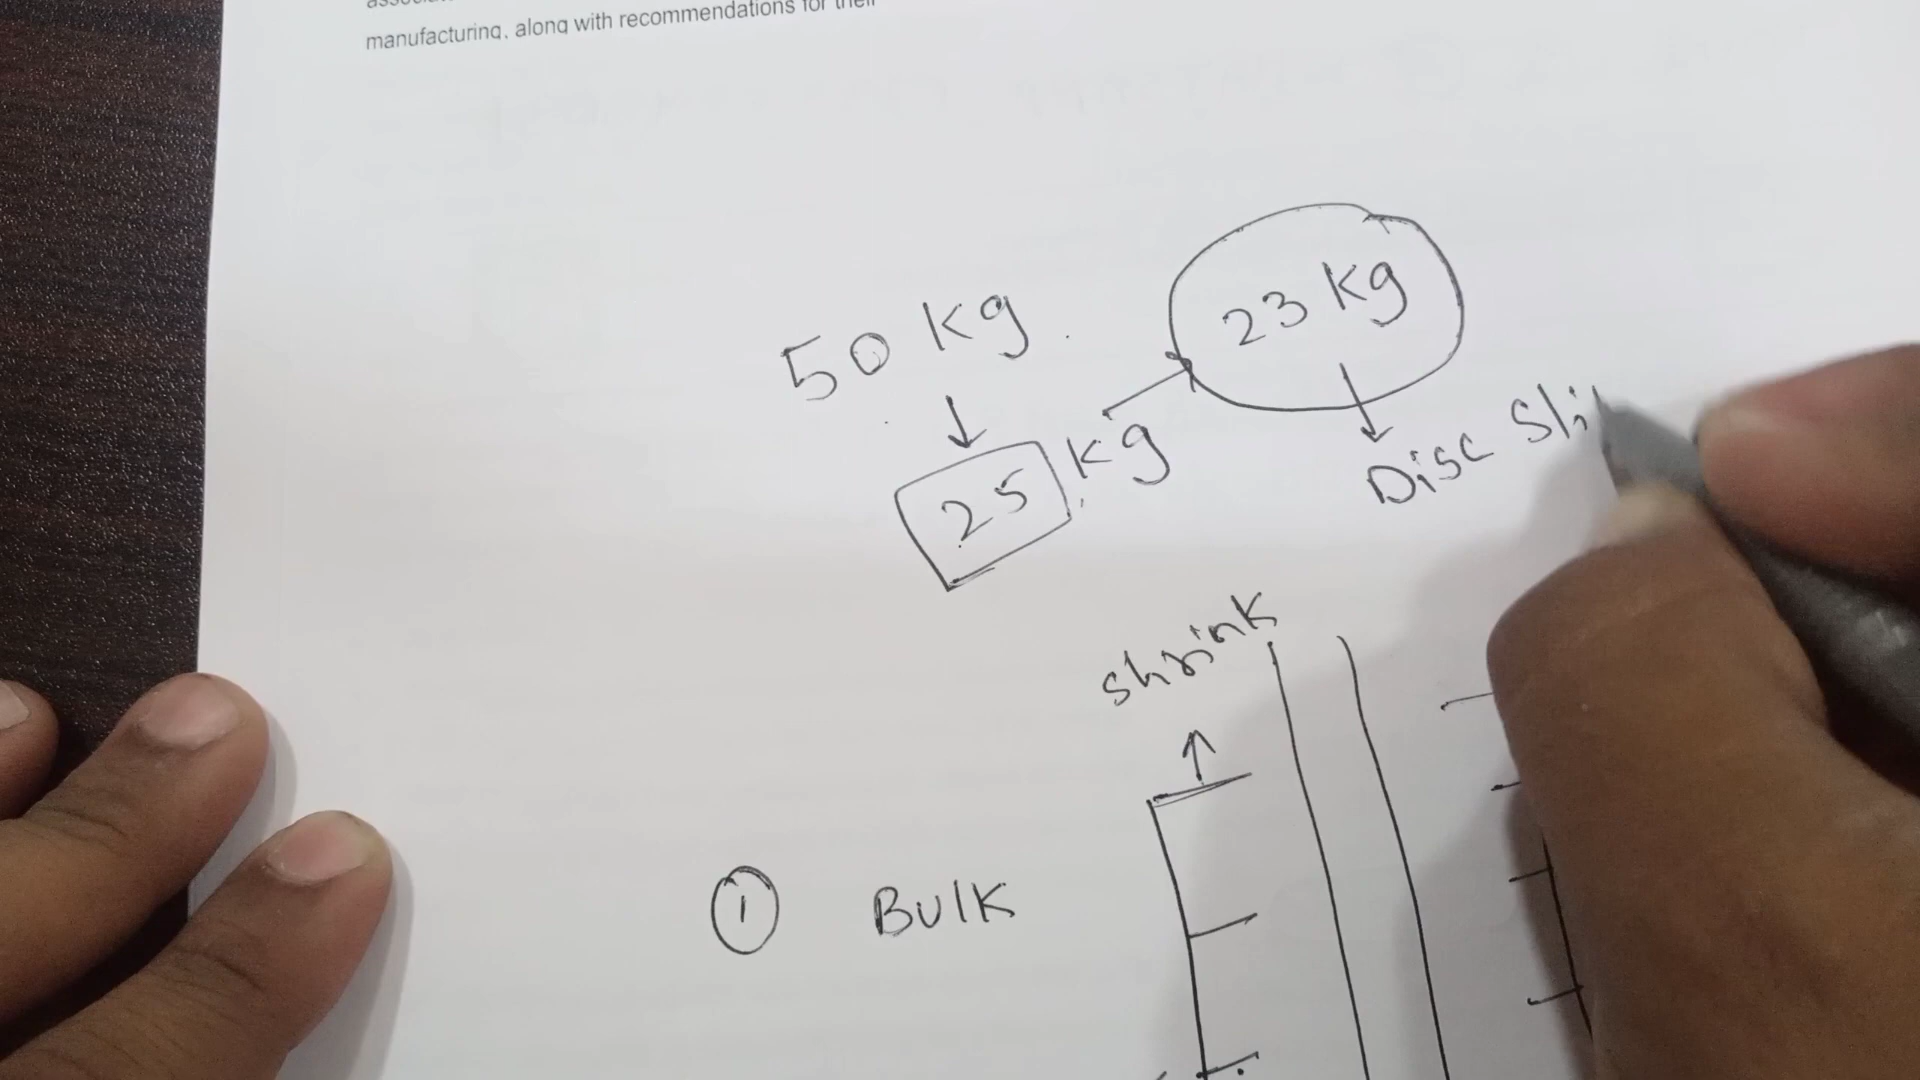 manufacturing, along with recommendations for their
50 kg
23 kg
25 kg
Disc Sli
shrink
1 Bulk